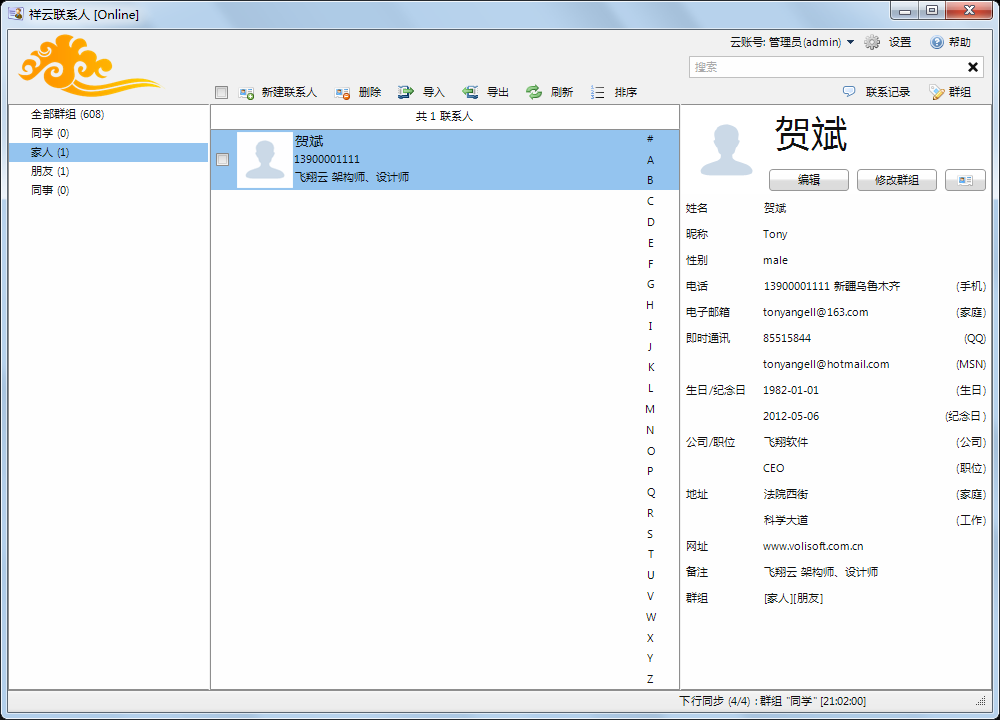 祥云联系人 [Online]
云账号: 管理员(admin) 设置 帮助
搜索
新建联系人 删除 导入 导出 刷新 排序 联系记录 群组
全部群组 (608)
同学 (0)
家人 (1)
朋友 (1)
同事 (0)
共 1 联系人
贺斌
13900001111
飞翔云 架构师、设计师
#
A
B
C
D
E
F
G
H
I
J
K
L
M
N
O
P
Q
R
S
T
U
V
W
X
Y
Z
贺斌
编辑 修改群组
姓名 贺斌
昵称 Tony
性别 male
电话 13900001111 新疆乌鲁木齐 (手机)
电子邮箱 tonyangell@163.com (家庭)
即时通讯 85515844 (QQ)
tonyangell@hotmail.com (MSN)
生日/纪念日 1982-01-01 (生日)
2012-05-06 (纪念日)
公司/职位 飞翔软件 (公司)
CEO (职位)
地址 法院西街 (家庭)
科学大道 (工作)
网址 www.volisoft.com.cn
备注 飞翔云 架构师、设计师
群组 [家人][朋友]
下行同步 (4/4) : 群组 "同学" [21:02:00]